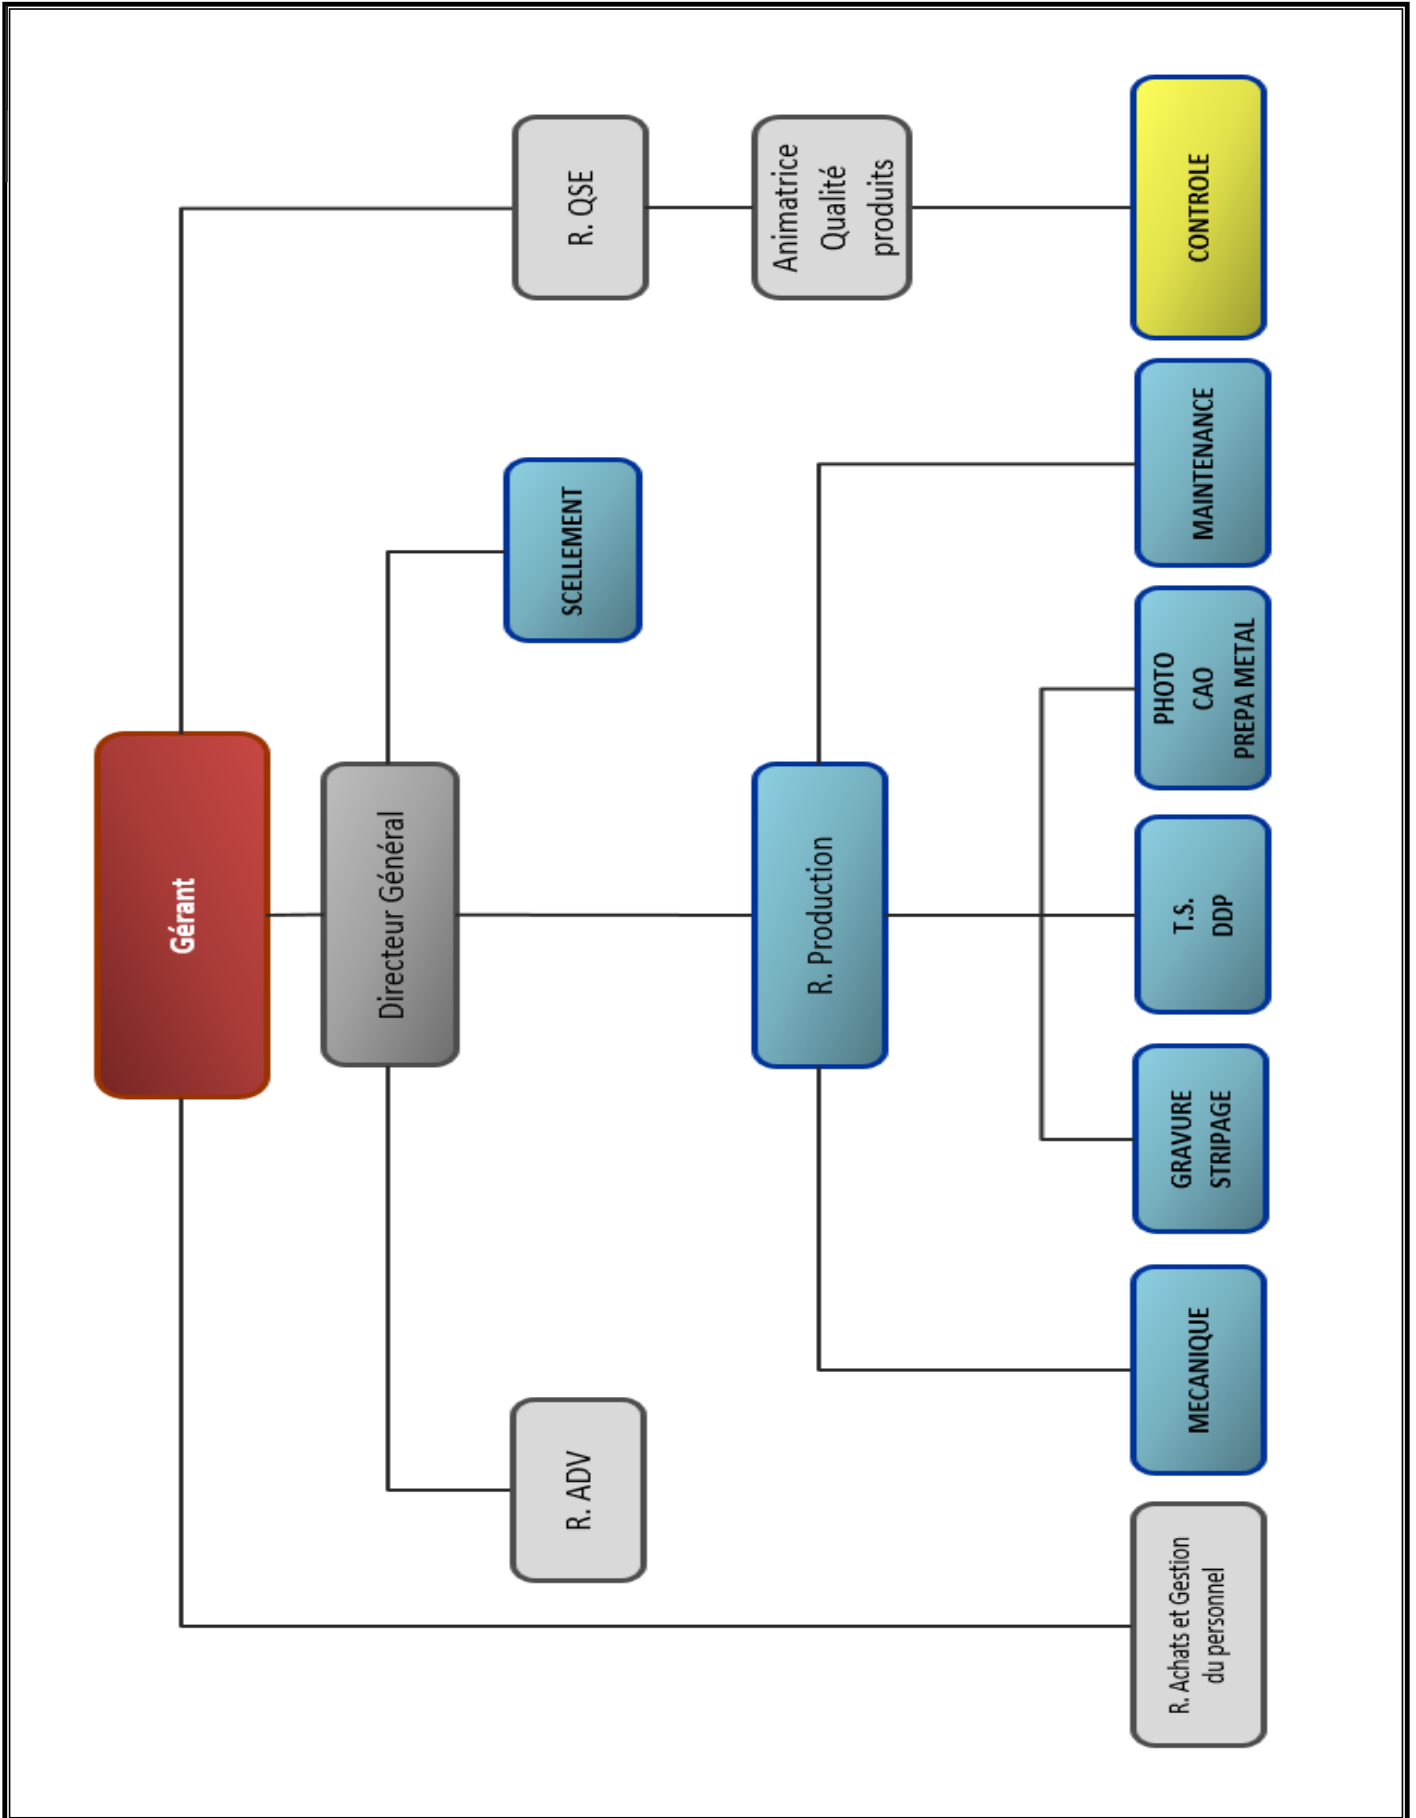 Gérant
Directeur Général
R. ADV
SCELLEMENT
R. QSE
R. Production
Animatrice
Qualité
produits
R. Achats et Gestion
du personnel
MECANIQUE
GRAVURE
STRIPAGE
T.S.
DDP
PHOTO
CAO
PREPA METAL
MAINTENANCE
CONTROLE